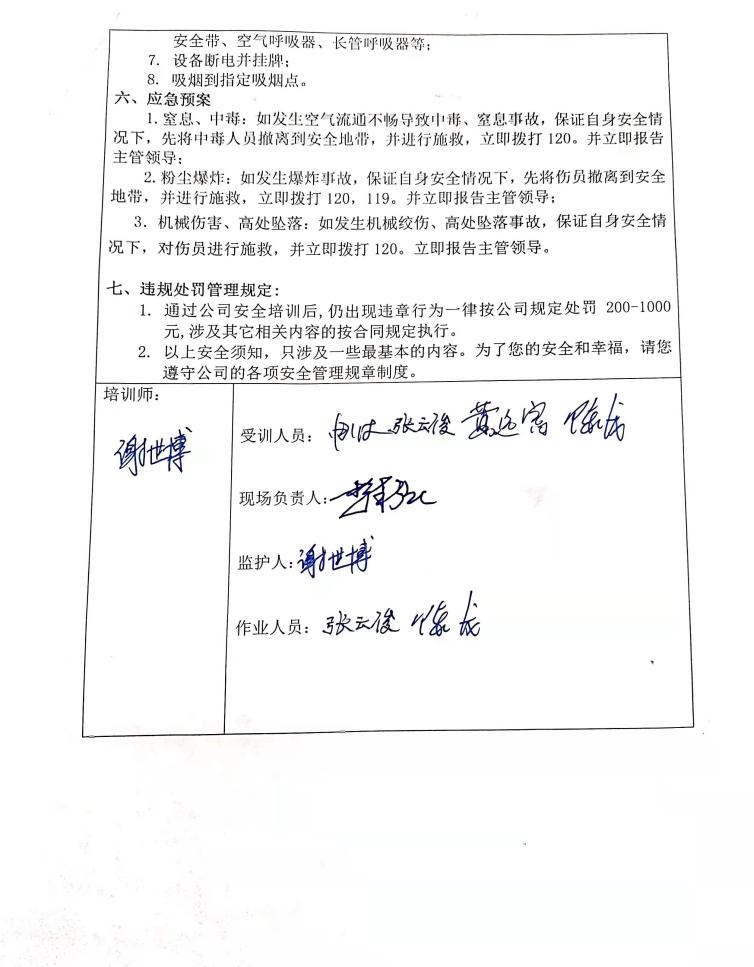 安全带、空气呼吸器、长管呼吸器等;
7. 设备断电并挂牌;
8. 吸烟到指定吸烟点。
六、应急预案
1.窒息、中毒:如发生空气流通不畅导致中毒、窒息事故,保证自身安全情
况下,先将中毒人员撤离到安全地带,并进行施救,立即拨打 120。并立即报告
主管领导;
2.粉尘爆炸:如发生爆炸事故,保证自身安全情况下,先将伤员撤离到安全
地带,并进行施救,立即拨打 120, 119。并立即报告主管领导;
3. 机械伤害、高处坠落:如发生机械绞伤、高处坠落事故,保证自身安全情
况下,对伤员进行施救,并立即拨打 120。立即报告主管领导。
七、违规处罚管理规定:
1. 通过公司安全培训后,仍出现违章行为一律按公司规定处罚 200-1000
元,涉及其它相关内容的按合同规定执行。
2. 以上安全须知,只涉及一些最基本的内容。为了您的安全和幸福,请您
遵守公司的各项安全管理规章制度。
培训师:
谢世博
受训人员: 张云俊
现场负责人:
监护人:谢世博
作业人员: 张云俊